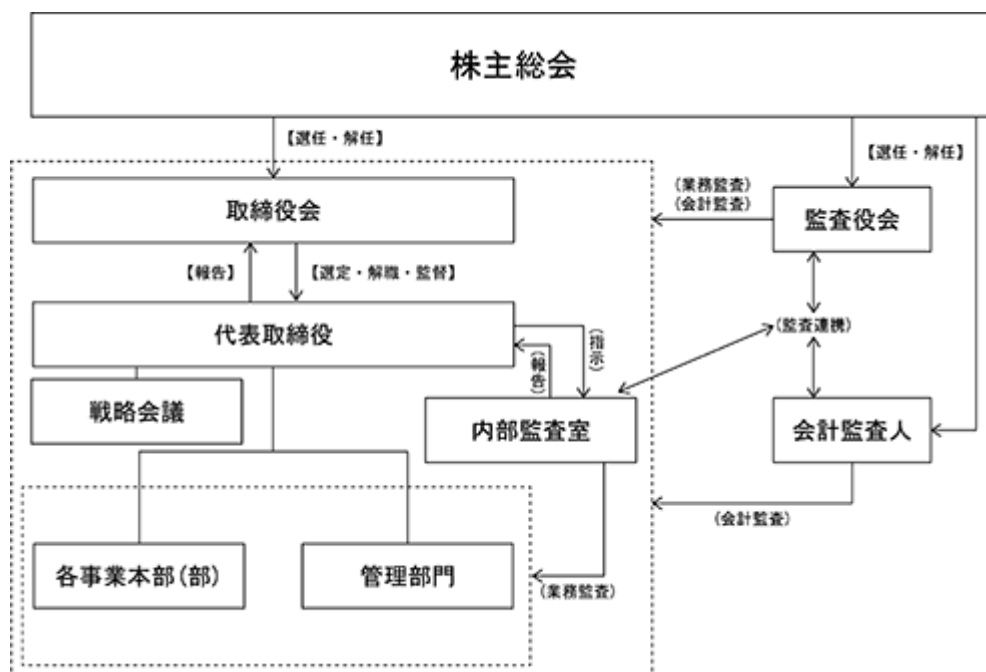 株主総会
【選任・解任】
【選任・解任】
取締役会
(業務監査)
(会計監査)
監査役会
【報告】
【選定・解職・監督】
代表取締役
(指示)
(報告)
(監査連携)
戦略会議
内部監査室
会計監査人
(会計監査)
各事業本部(部)
管理部門
(業務監査)